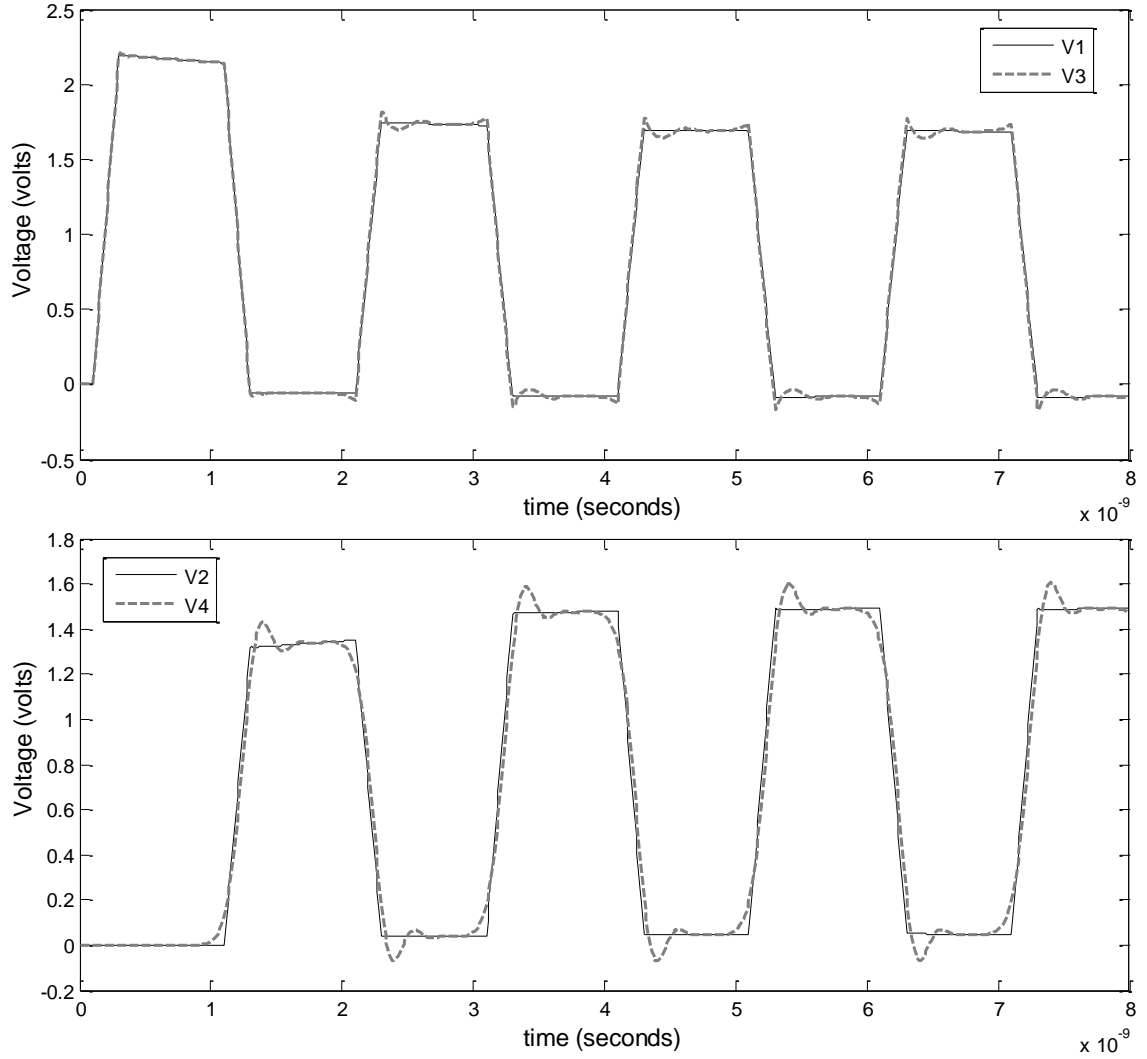 2.5
2
1.5
1
0.5
0
-0.5
Voltage (volts)
V1
V3
0 1 2 3 4 5 6 7 8
time (seconds)
x 10-9
1.8
1.6
1.4
1.2
1
0.8
0.6
0.4
0.2
0
-0.2
Voltage (volts)
V2
V4
0 1 2 3 4 5 6 7 8
time (seconds)
x 10-9